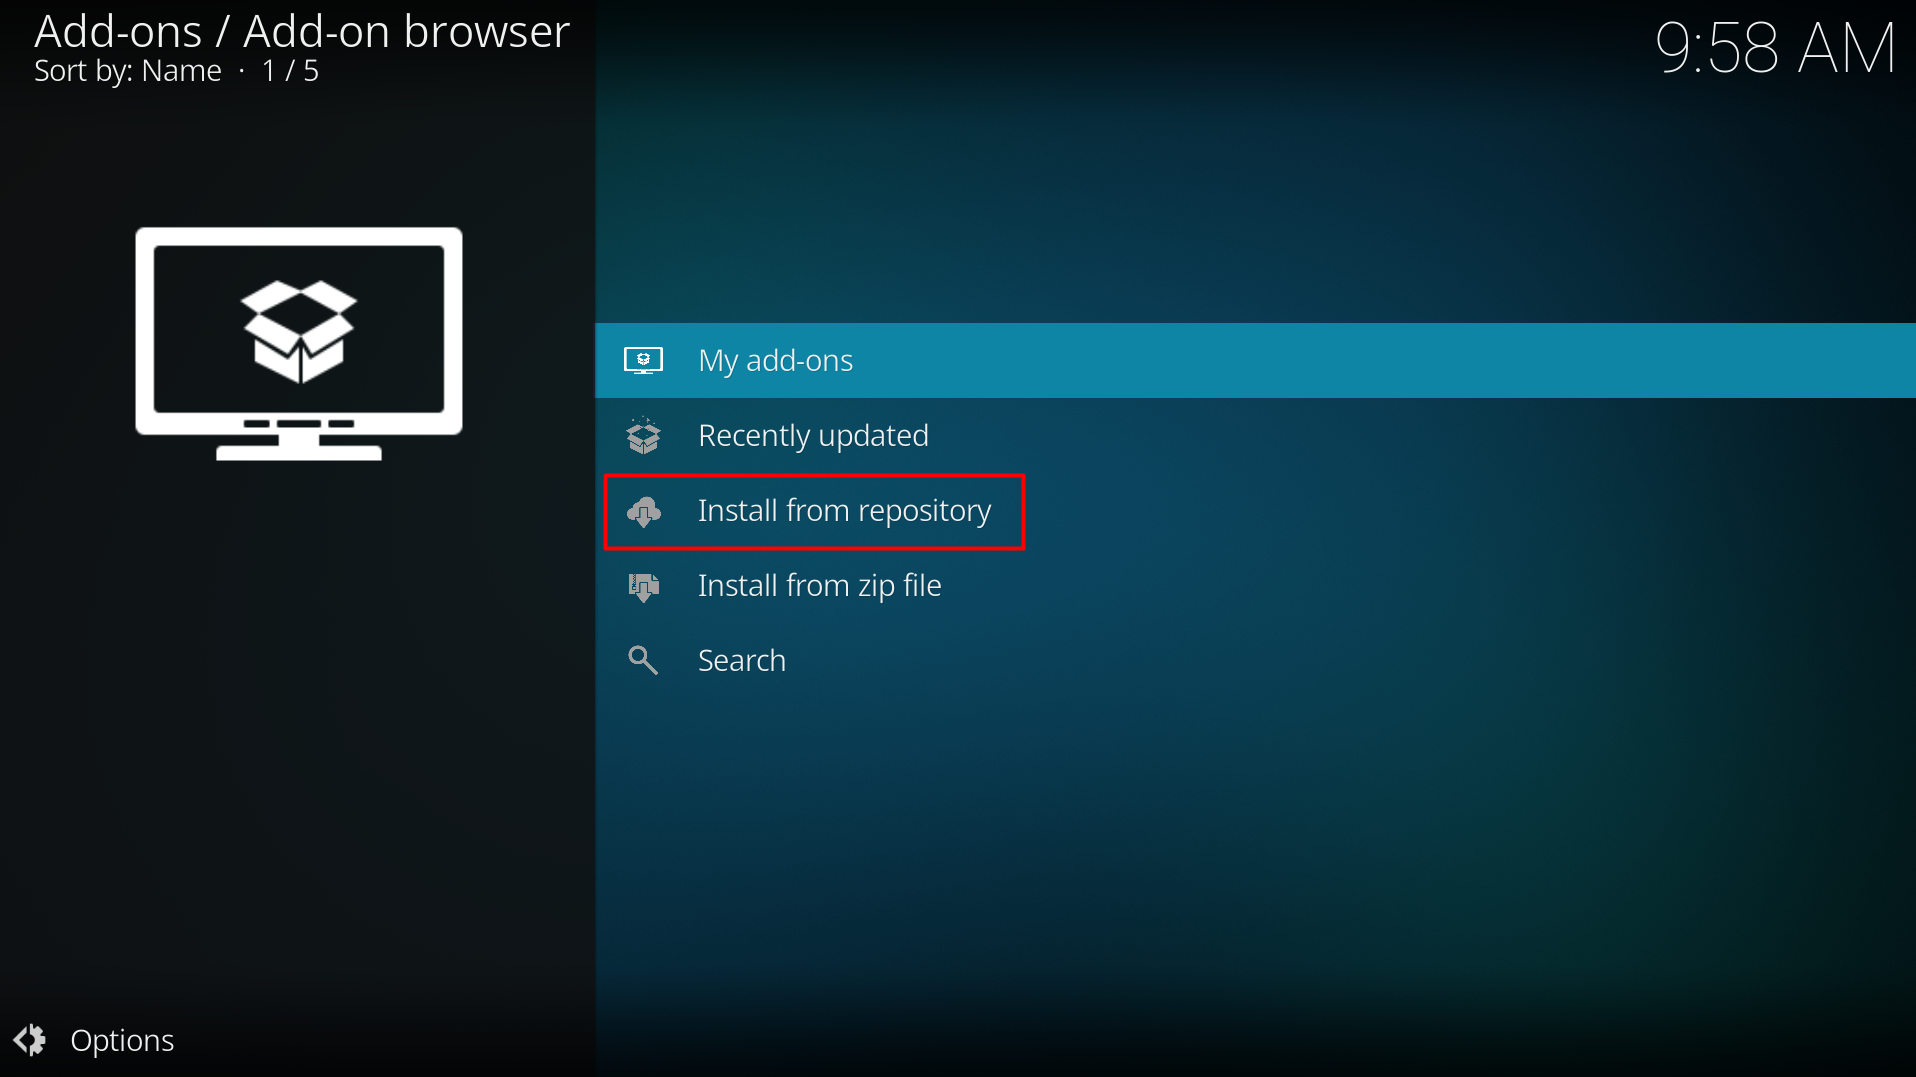 Add-ons / Add-on browser
Sort by: Name · 1 / 5
9:58 AM
My add-ons
Recently updated
Install from repository
Install from zip file
Search
Options